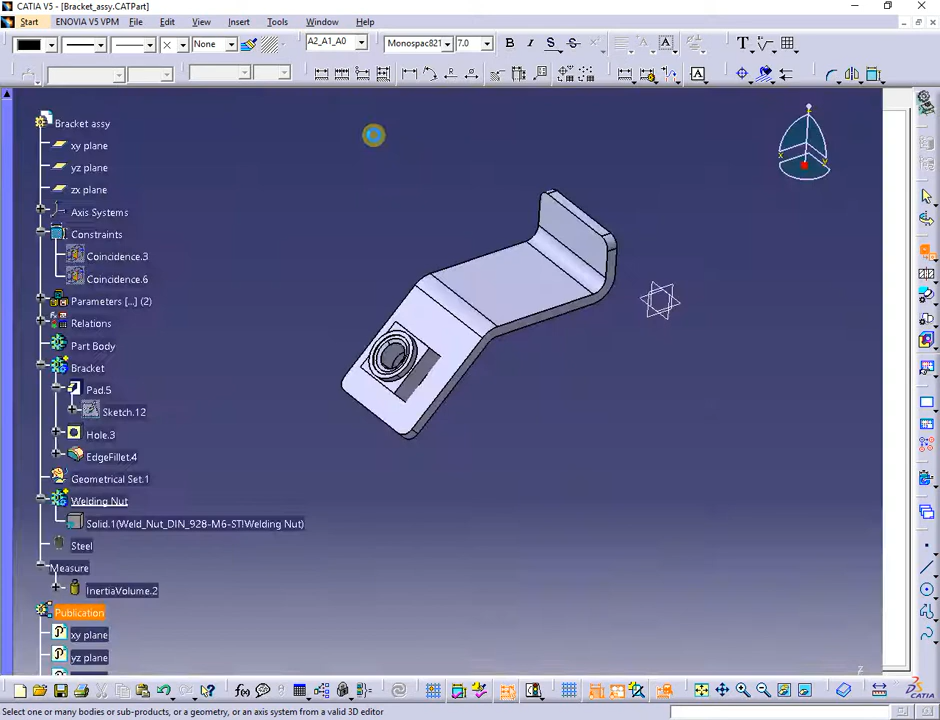 CATIA V5 - [Bracket_assy.CATPart]
Start ENOVIA V5 VPM File Edit View Insert Tools Window Help
None A2_A1_A0 Monospac821 7.0 B I S S A T
A
Bracket assy
xy plane
yz plane
zx plane
Axis Systems
Constraints
Coincidence.3
Coincidence.6
Parameters [...] (2)
Relations
Part Body
Bracket
Pad.5
Sketch.12
Hole.3
EdgeFillet.4
Geometrical Set.1
Welding Nut
Solid.1(Weld_Nut_DIN_928-M6-ST!Welding Nut)
Steel
Measure
InertiaVolume.2
Publication
xy plane
yz plane
Select one or many bodies or sub-products, or a geometry, or an axis system from a valid 3D editor